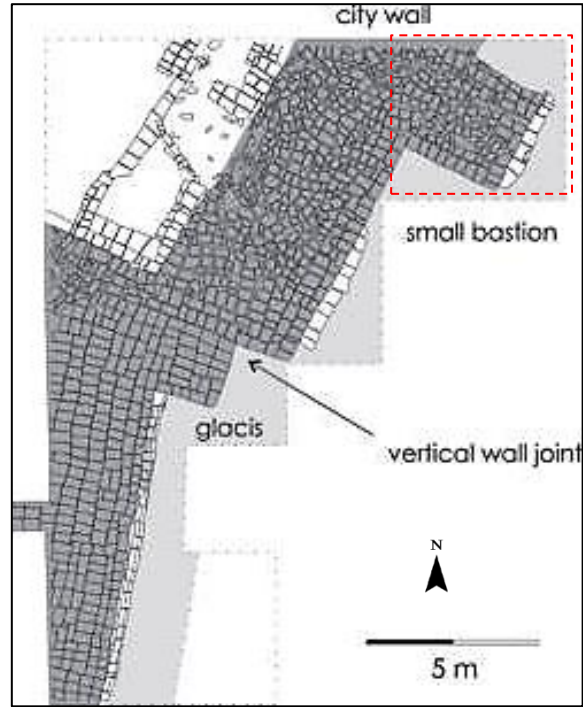 city wall
small bastion
glacis
vertical wall joint
N
5 m